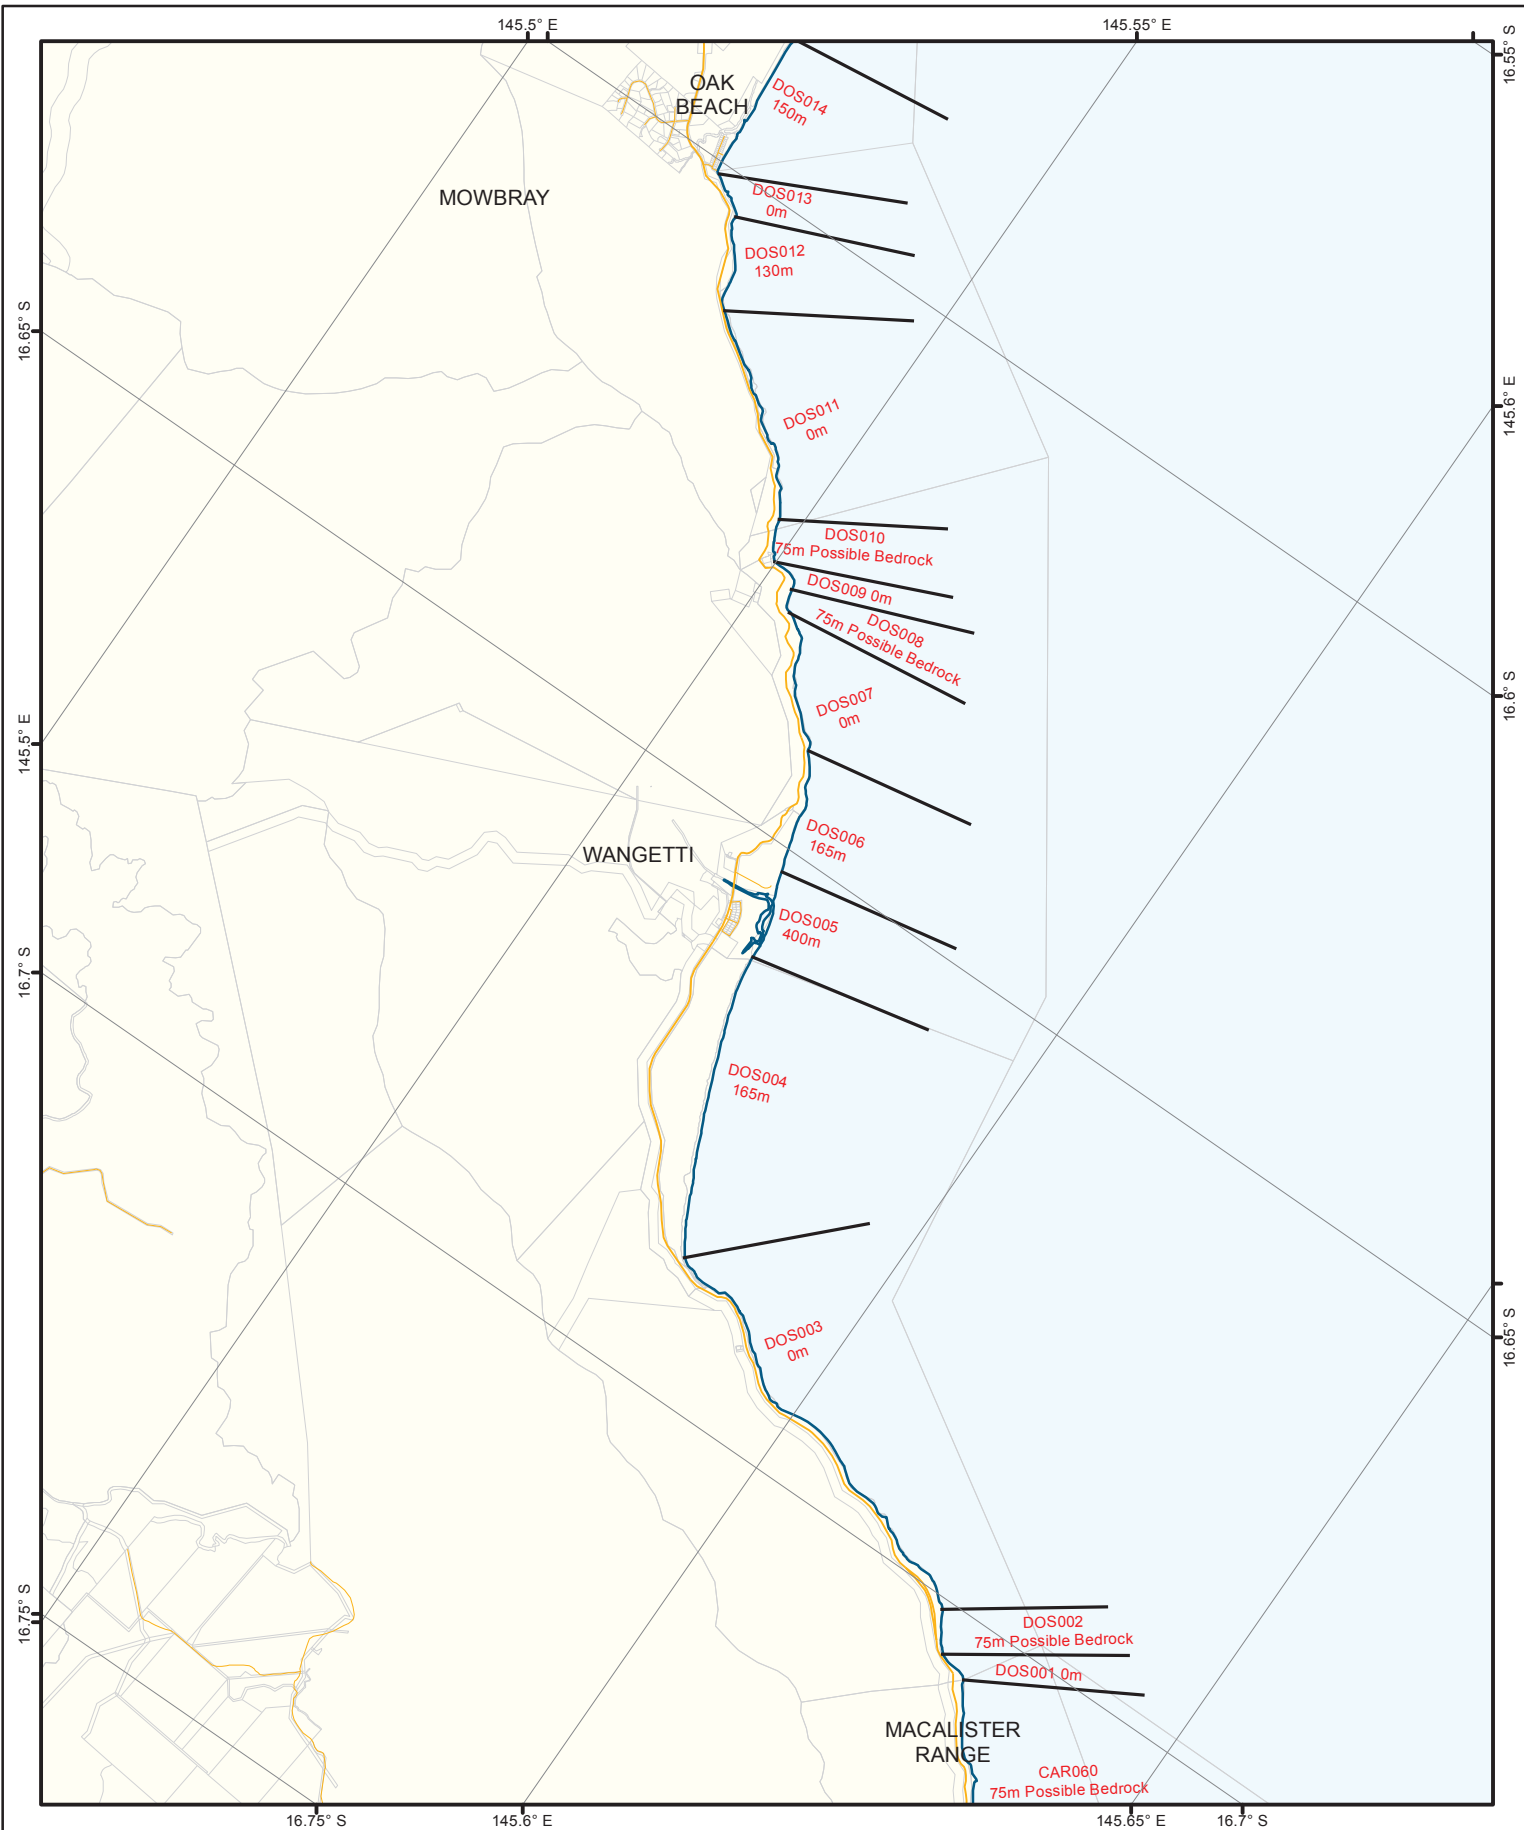 145.5° E
145.55° E
16.55° S
OAK
BEACH
DOS014
150m
MOWBRAY
DOS013
0m
DOS012
130m
16.65° S
145.6° E
DOS011
0m
DOS010
75m Possible Bedrock
DOS009 0m
DOS008
75m Possible Bedrock
16.6° S
DOS007
0m
145.5° E
DOS006
165m
WANGETTI
DOS005
400m
16.7° S
DOS004
165m
DOS003
0m
16.65° S
16.75° S
DOS002
75m Possible Bedrock
DOS001 0m
MACALISTER
RANGE
CAR060
75m Possible Bedrock
16.75° S
145.6° E
145.65° E
16.7° S